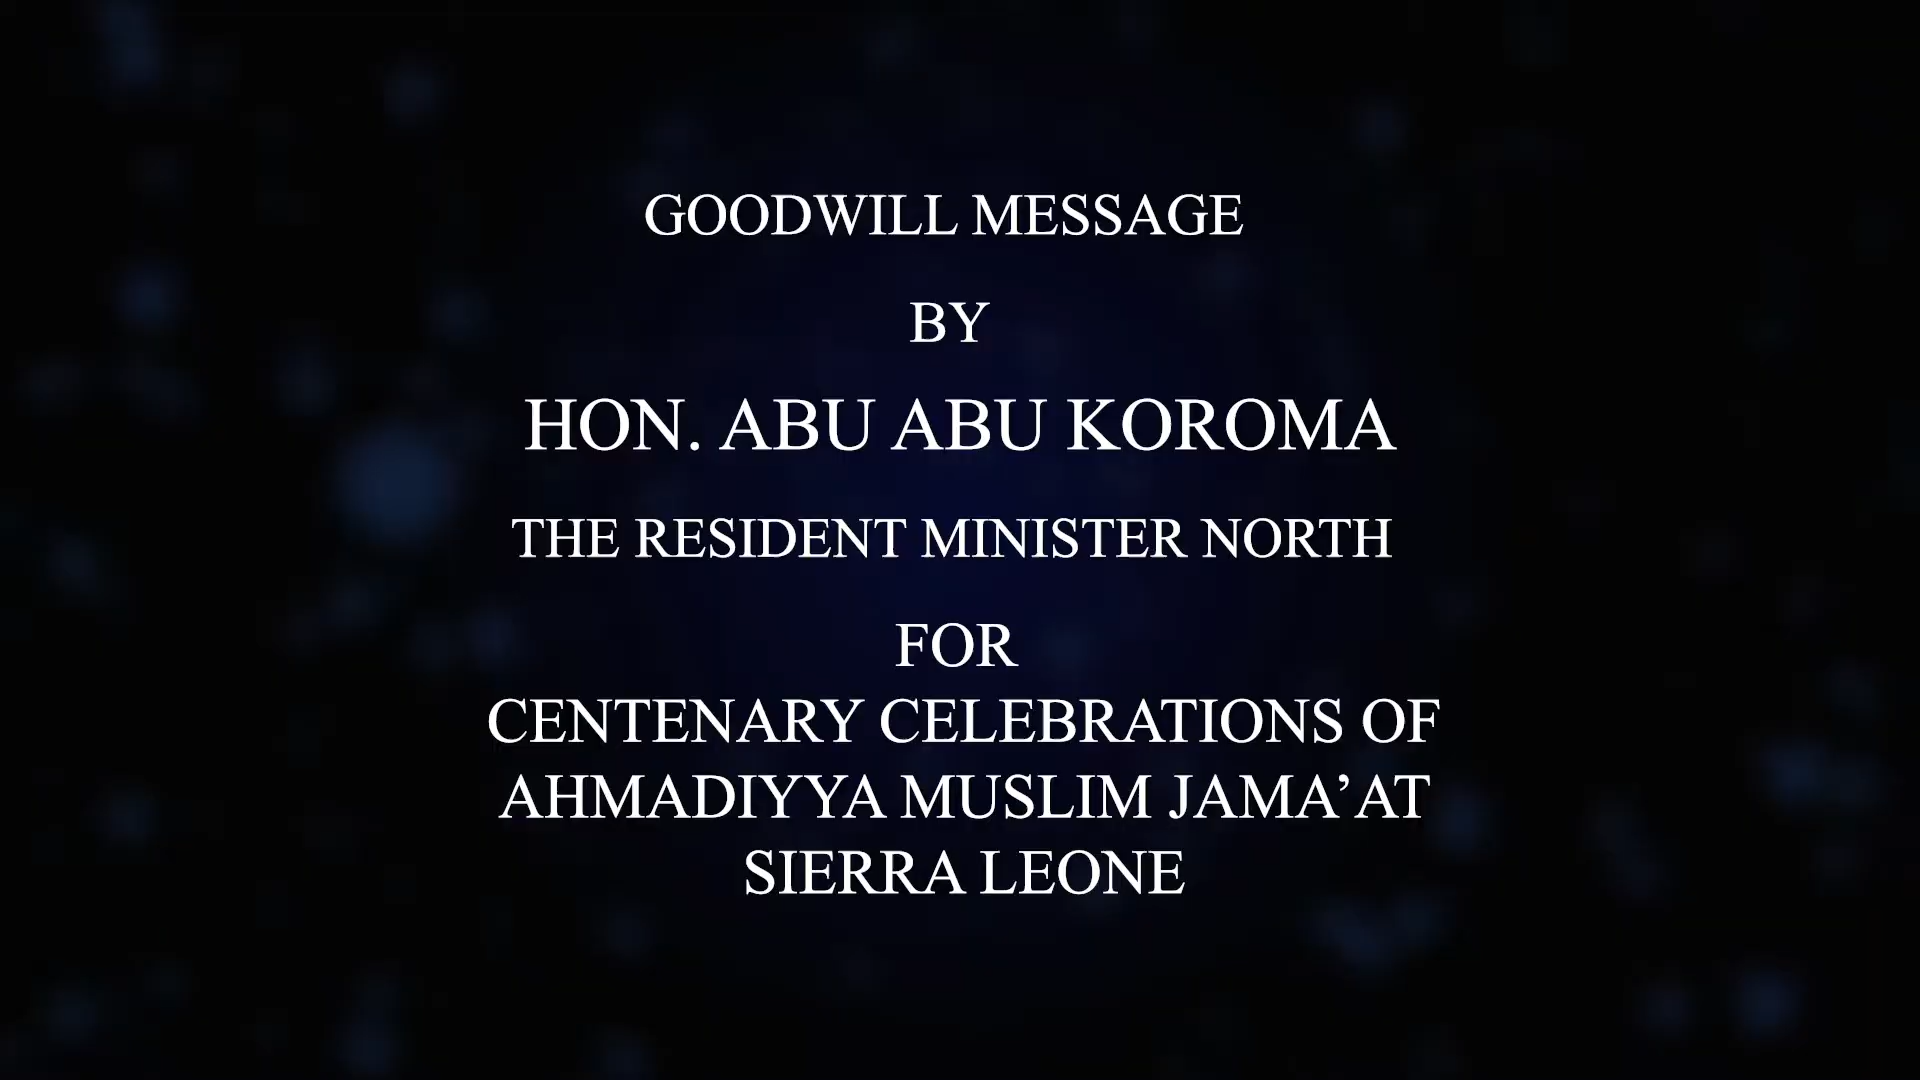 GOODWILL MESSAGE
BY
HON. ABU ABU KOROMA
THE RESIDENT MINISTER NORTH
FOR
CENTENARY CELEBRATIONS OF
AHMADIYYA MUSLIM JAMA’AT
SIERRA LEONE